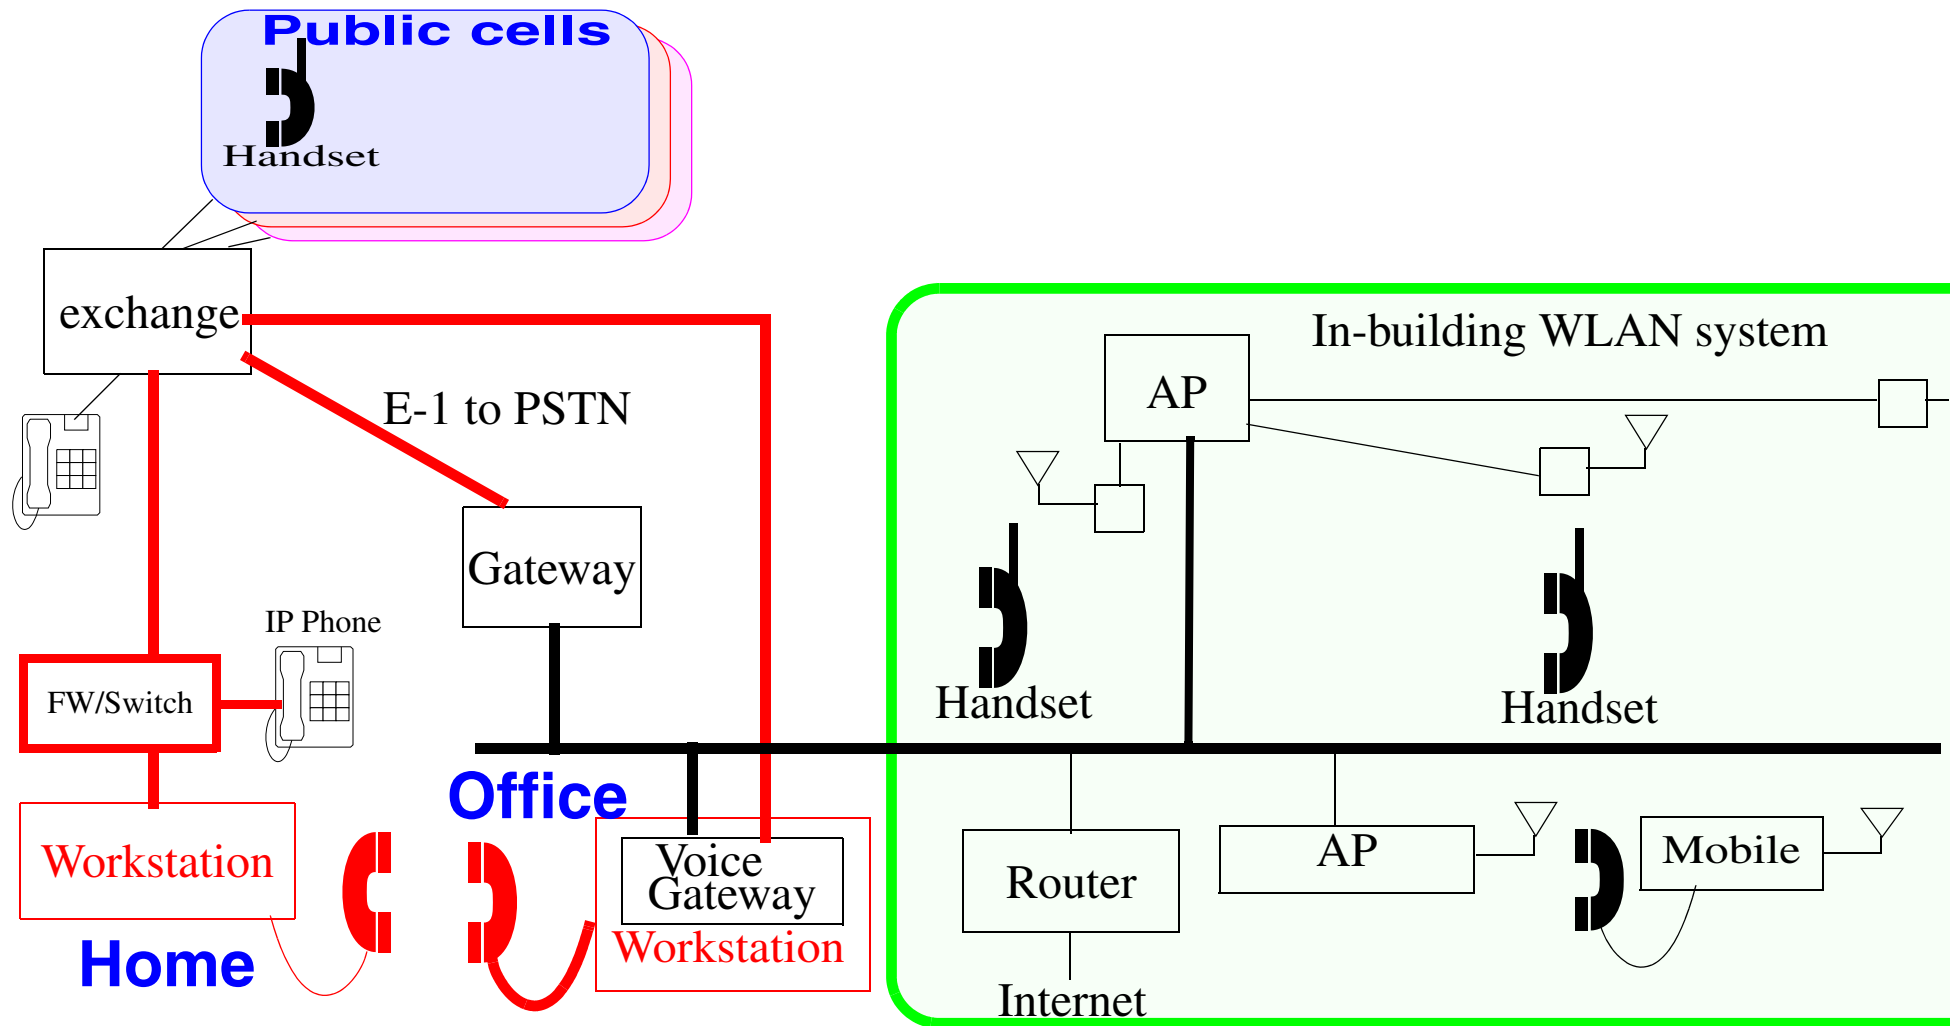 Public cells
Handset
exchange
In-building WLAN system
AP
E-1 to PSTN
Gateway
IP Phone
FW/Switch
Handset
Handset
Office
Workstation
Voice
Gateway
Workstation
Router
AP
Mobile
Home
Internet